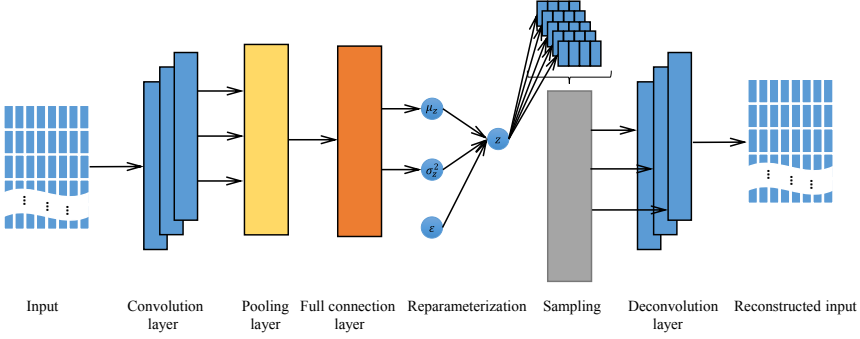 μz
σz²
ε
z
Input
Convolution
layer
Pooling
layer
Full connection
layer
Reparameterization
Sampling
Deconvolution
layer
Reconstructed input